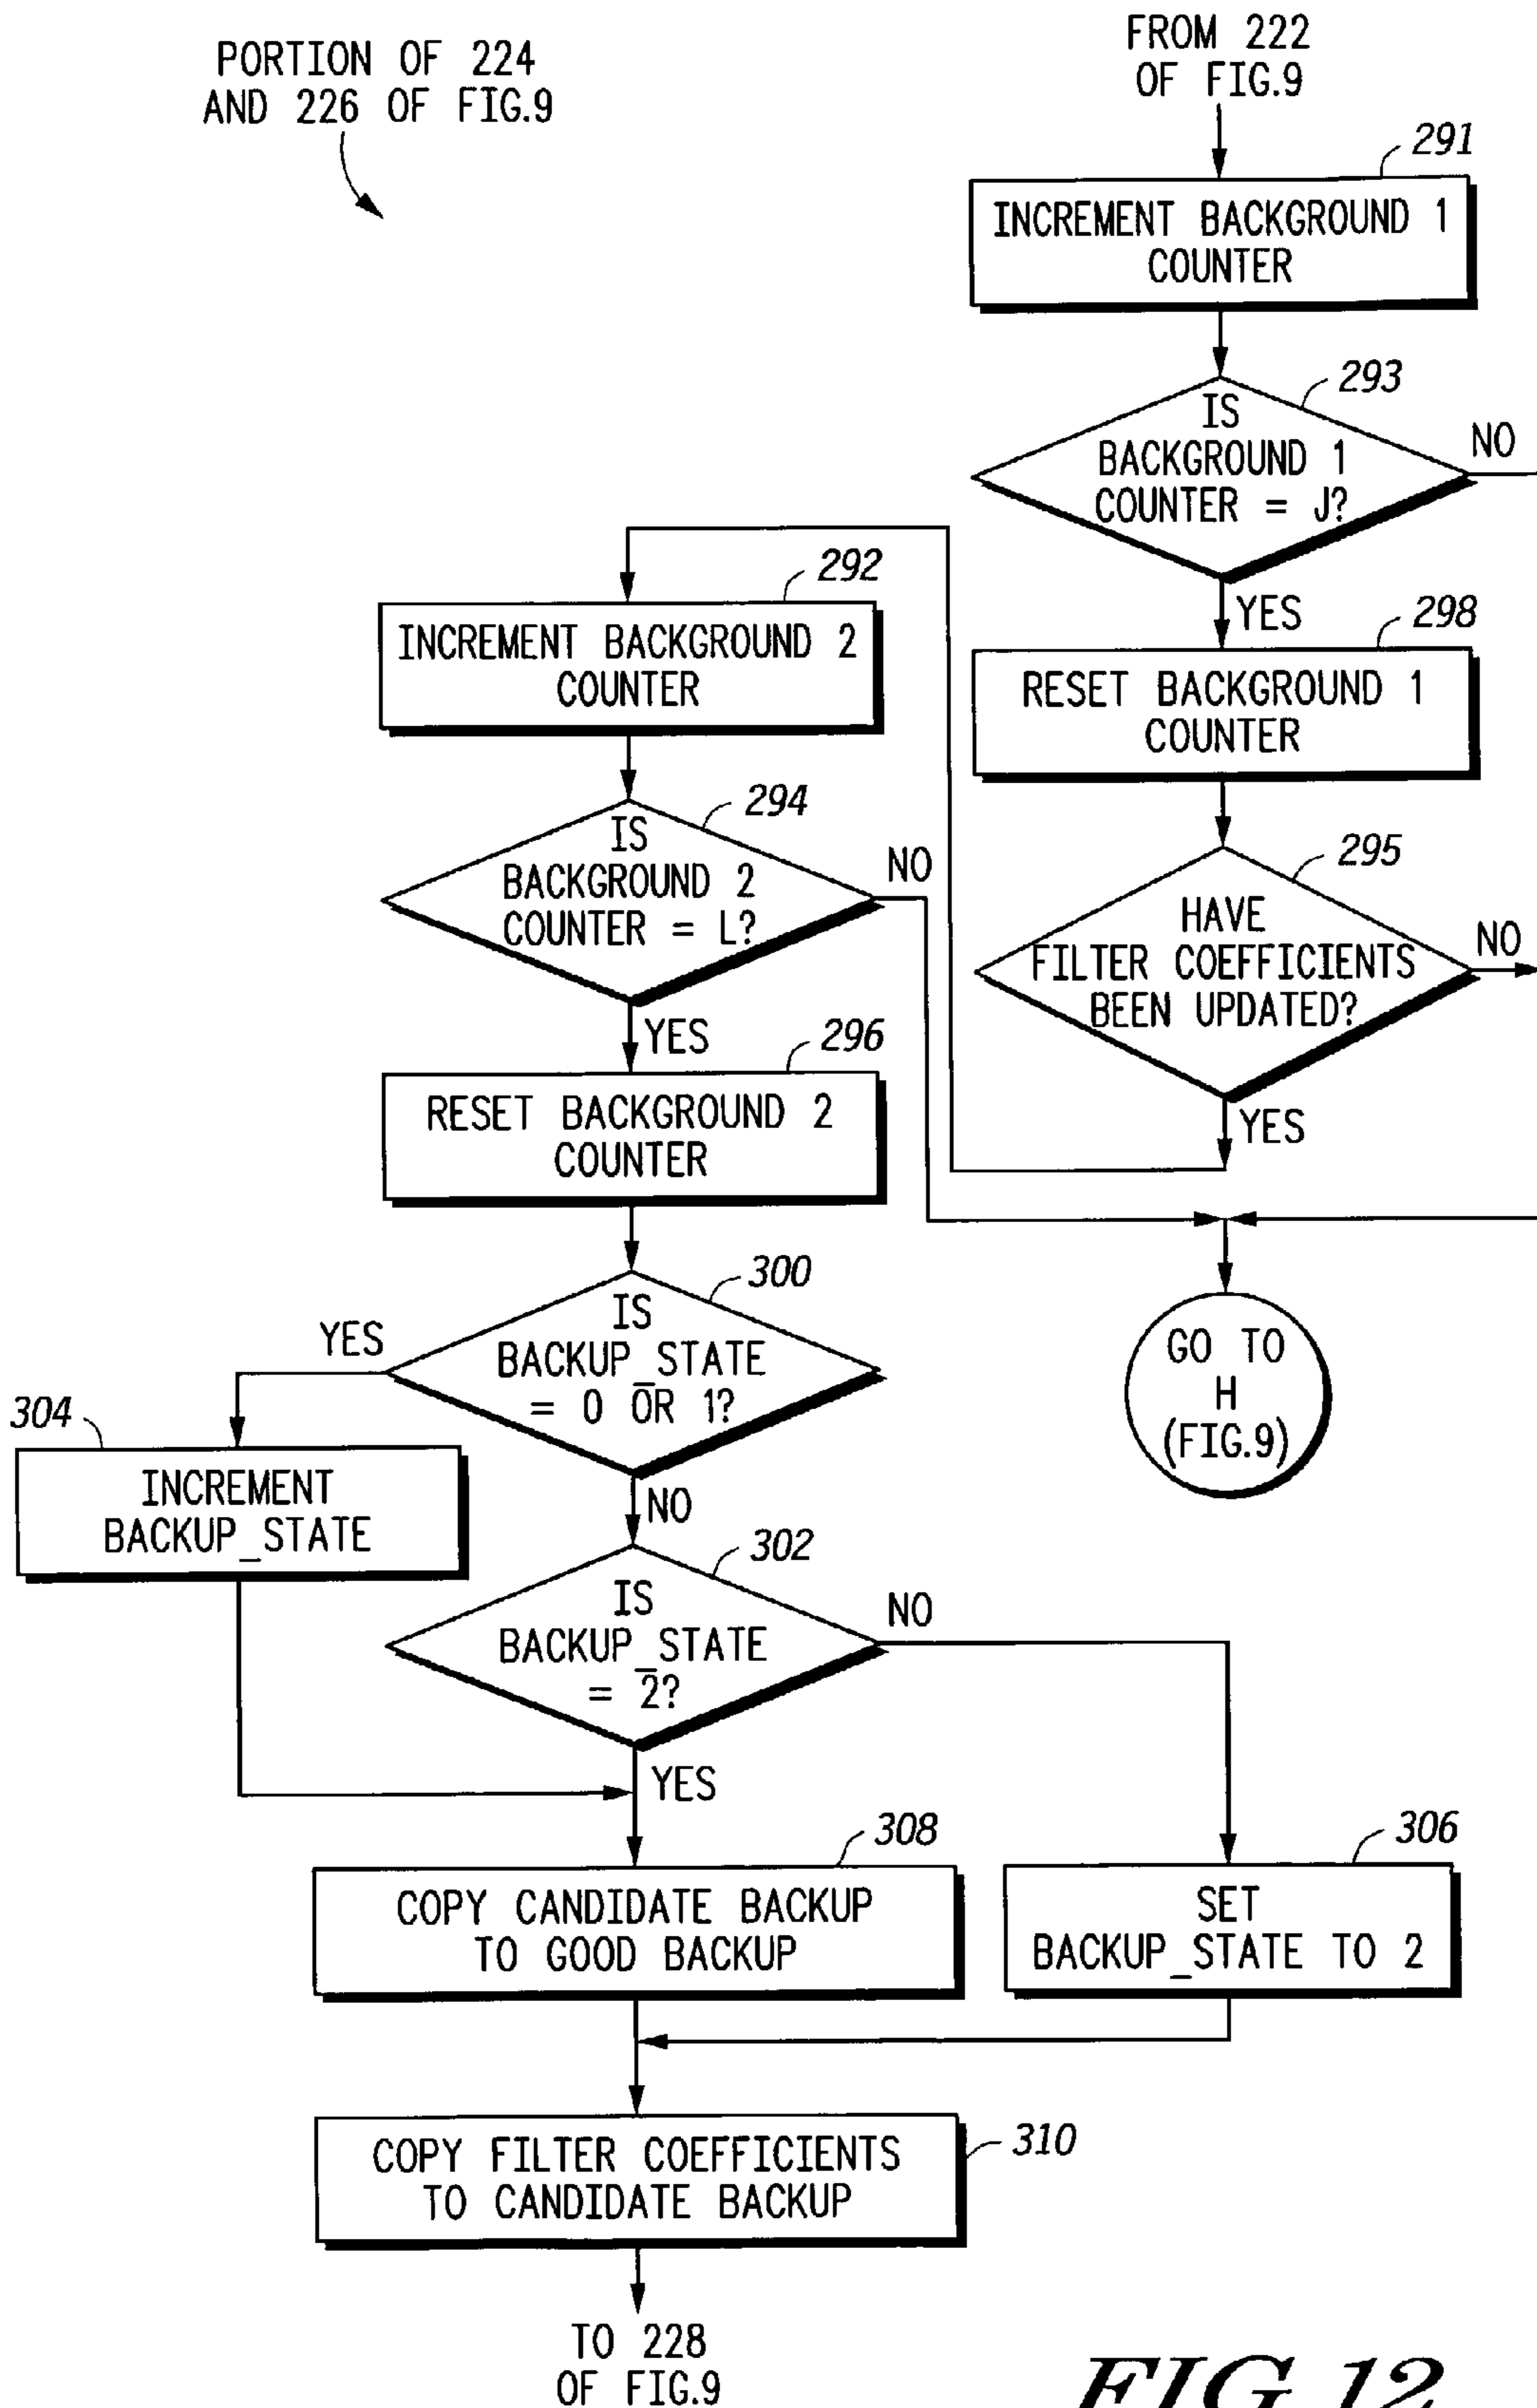 PORTION OF 224
AND 226 OF FIG.9
FROM 222
OF FIG.9
291
INCREMENT BACKGROUND 1
COUNTER
293
IS
BACKGROUND 1
COUNTER = J?
NO
YES
298
RESET BACKGROUND 1
COUNTER
295
HAVE
FILTER COEFFICIENTS
BEEN UPDATED?
NO
YES
292
INCREMENT BACKGROUND 2
COUNTER
294
IS
BACKGROUND 2
COUNTER = L?
NO
YES
296
RESET BACKGROUND 2
COUNTER
300
IS
BACKUP_STATE
= 0 OR 1?
YES
NO
GO TO
H
(FIG.9)
304
INCREMENT
BACKUP_STATE
302
IS
BACKUP_STATE
= 2?
NO
YES
308
COPY CANDIDATE BACKUP
TO GOOD BACKUP
306
SET
BACKUP_STATE TO 2
310
COPY FILTER COEFFICIENTS
TO CANDIDATE BACKUP
TO 228
OF FIG.9
FIG.12